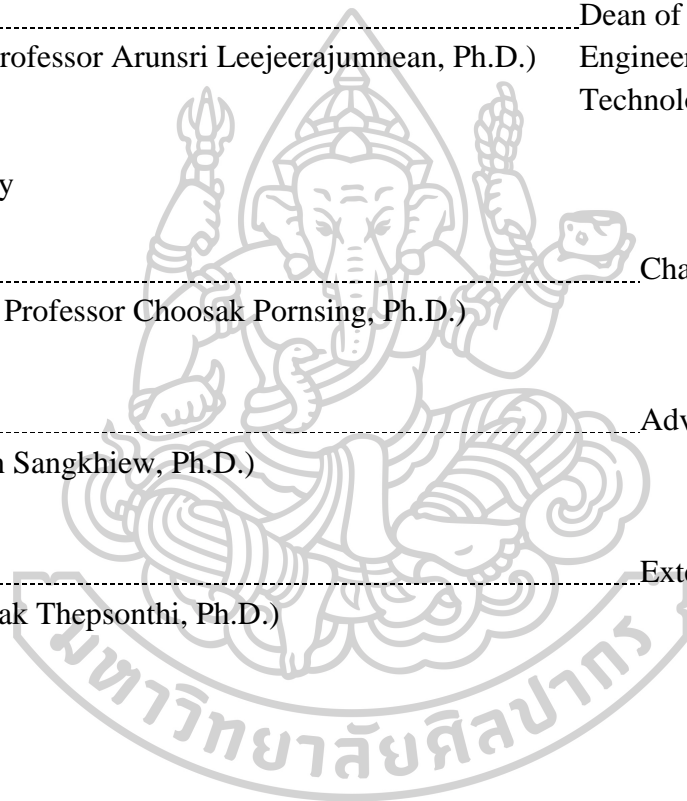 Dean of
rofessor Arunsri Leejeerajumnean, Ph.D.) Engineer
Technolo
y
Cha
Professor Choosak Pornsing, Ph.D.)
Adv
n Sangkhiew, Ph.D.)
Exte
ak Thepsonthi, Ph.D.)
มหาวิทยาลัยศิลปากร